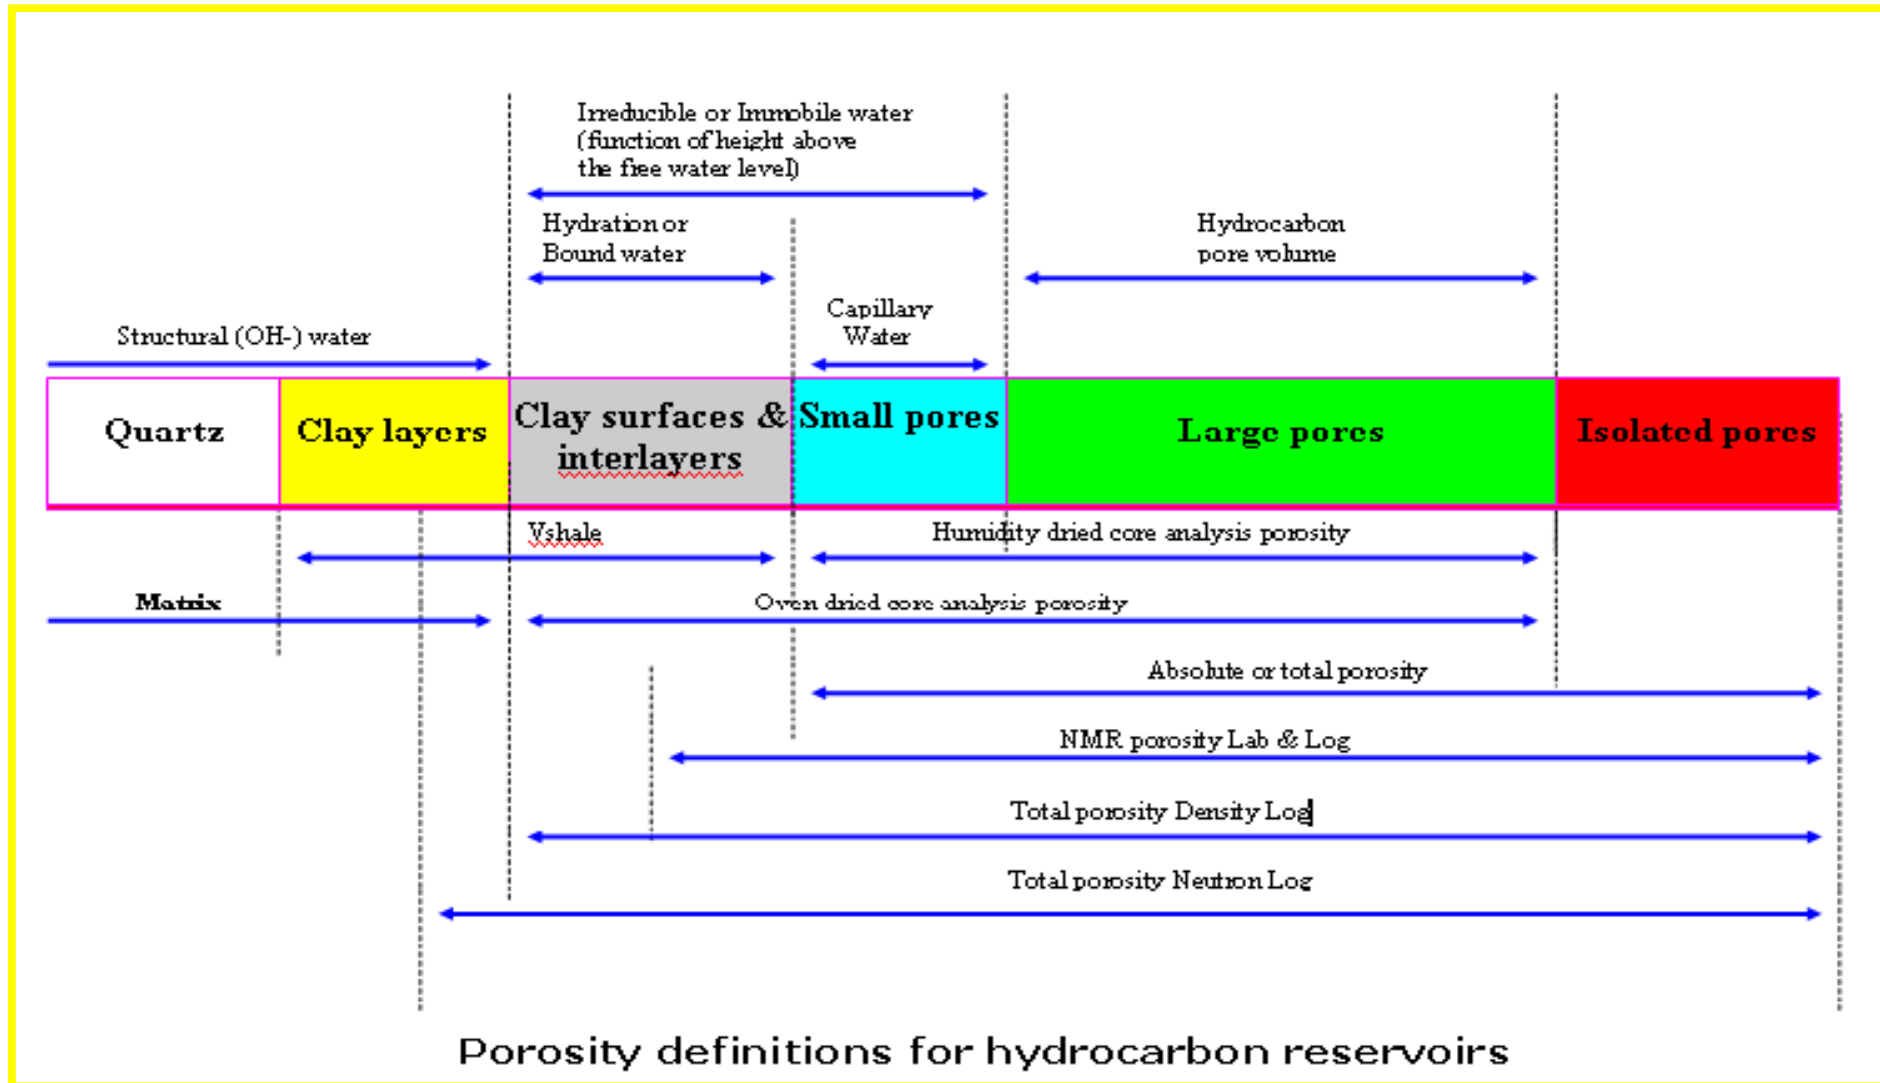 Irreducible or Immobile water
(function of height above
the free water level)
Hydration or
Bound water
Hydrocarbon
pore volume
Capillary
Water
Structural (OH-) water
Quartz
Clay layers
Clay surfaces &
interlayers
Small pores
Large pores
Isolated pores
Vshale
Humidity dried core analysis porosity
Matrix
Oven dried core analysis porosity
Absolute or total porosity
NMR porosity Lab & Log
Total porosity Density Log
Total porosity Neutron Log
Porosity definitions for hydrocarbon reservoirs